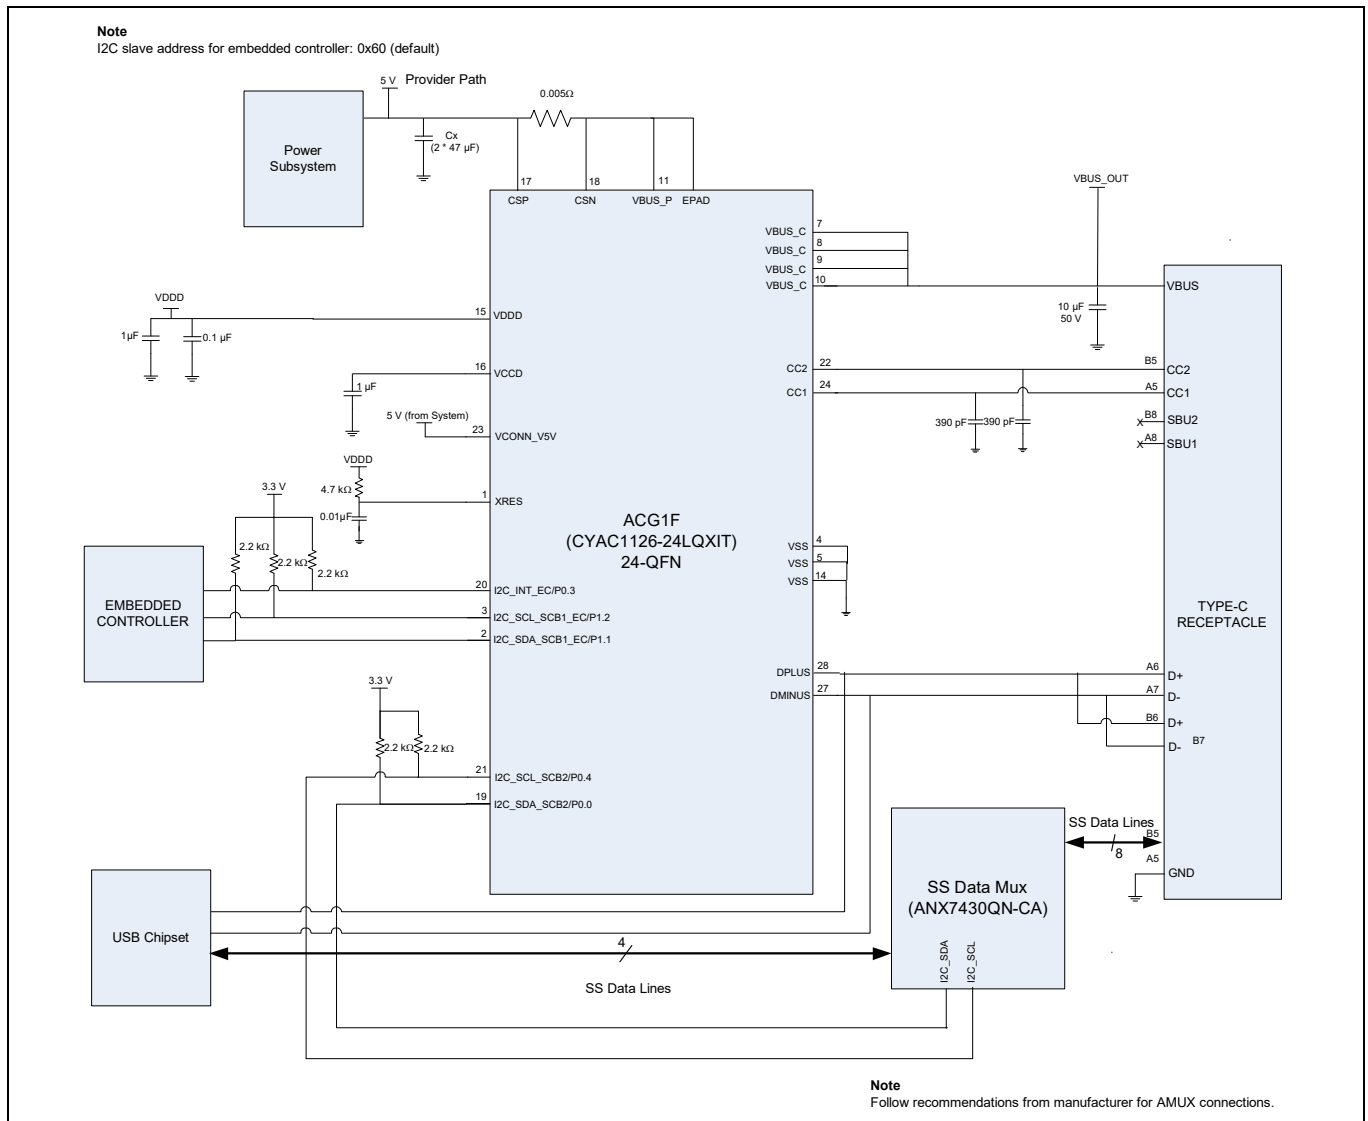 Note
I2C slave address for embedded controller: 0x60 (default)
5 V
Provider Path
0.005Ω
Power
Subsystem
Cx
(2 * 47 µF)
17
18
11
CSP
CSN
VBUS_P
EPAD
VBUS_OUT
VBUS_C
7
VBUS_C
8
VBUS_C
9
VBUS_C
10
VBUS
10 µF
50 V
VDDD
15
VDDD
1µF
0.1 µF
16
VCCD
1 µF
CC2
22
B5
CC2
CC1
24
A5
CC1
390 pF
390 pF
B8
SBU2
A8
SBU1
5 V (from System)
23
VCONN_V5V
VDDD
4.7 kΩ
1
XRES
0.01µF
3.3 V
2.2 kΩ
2.2 kΩ
2.2 kΩ
ACG1F
(CYAC1126-24LQXIT)
24-QFN
VSS
4
VSS
5
VSS
14
EMBEDDED
CONTROLLER
20
I2C_INT_EC/P0.3
3
I2C_SCL_SCB1_EC/P1.2
2
I2C_SDA_SCB1_EC/P1.1
TYPE-C
RECEPTACLE
DPLUS
28
A6
D+
DMINUS
27
A7
D-
B6
D+
D-
B7
3.3 V
2.2 kΩ
2.2 kΩ
21
I2C_SCL_SCB2/P0.4
19
I2C_SDA_SCB2/P0.0
SS Data Lines
8
B5
A5
GND
SS Data Mux
(ANX7430QN-CA)
I2C_SDA
I2C_SCL
USB Chipset
4
SS Data Lines
Note
Follow recommendations from manufacturer for AMUX connections.